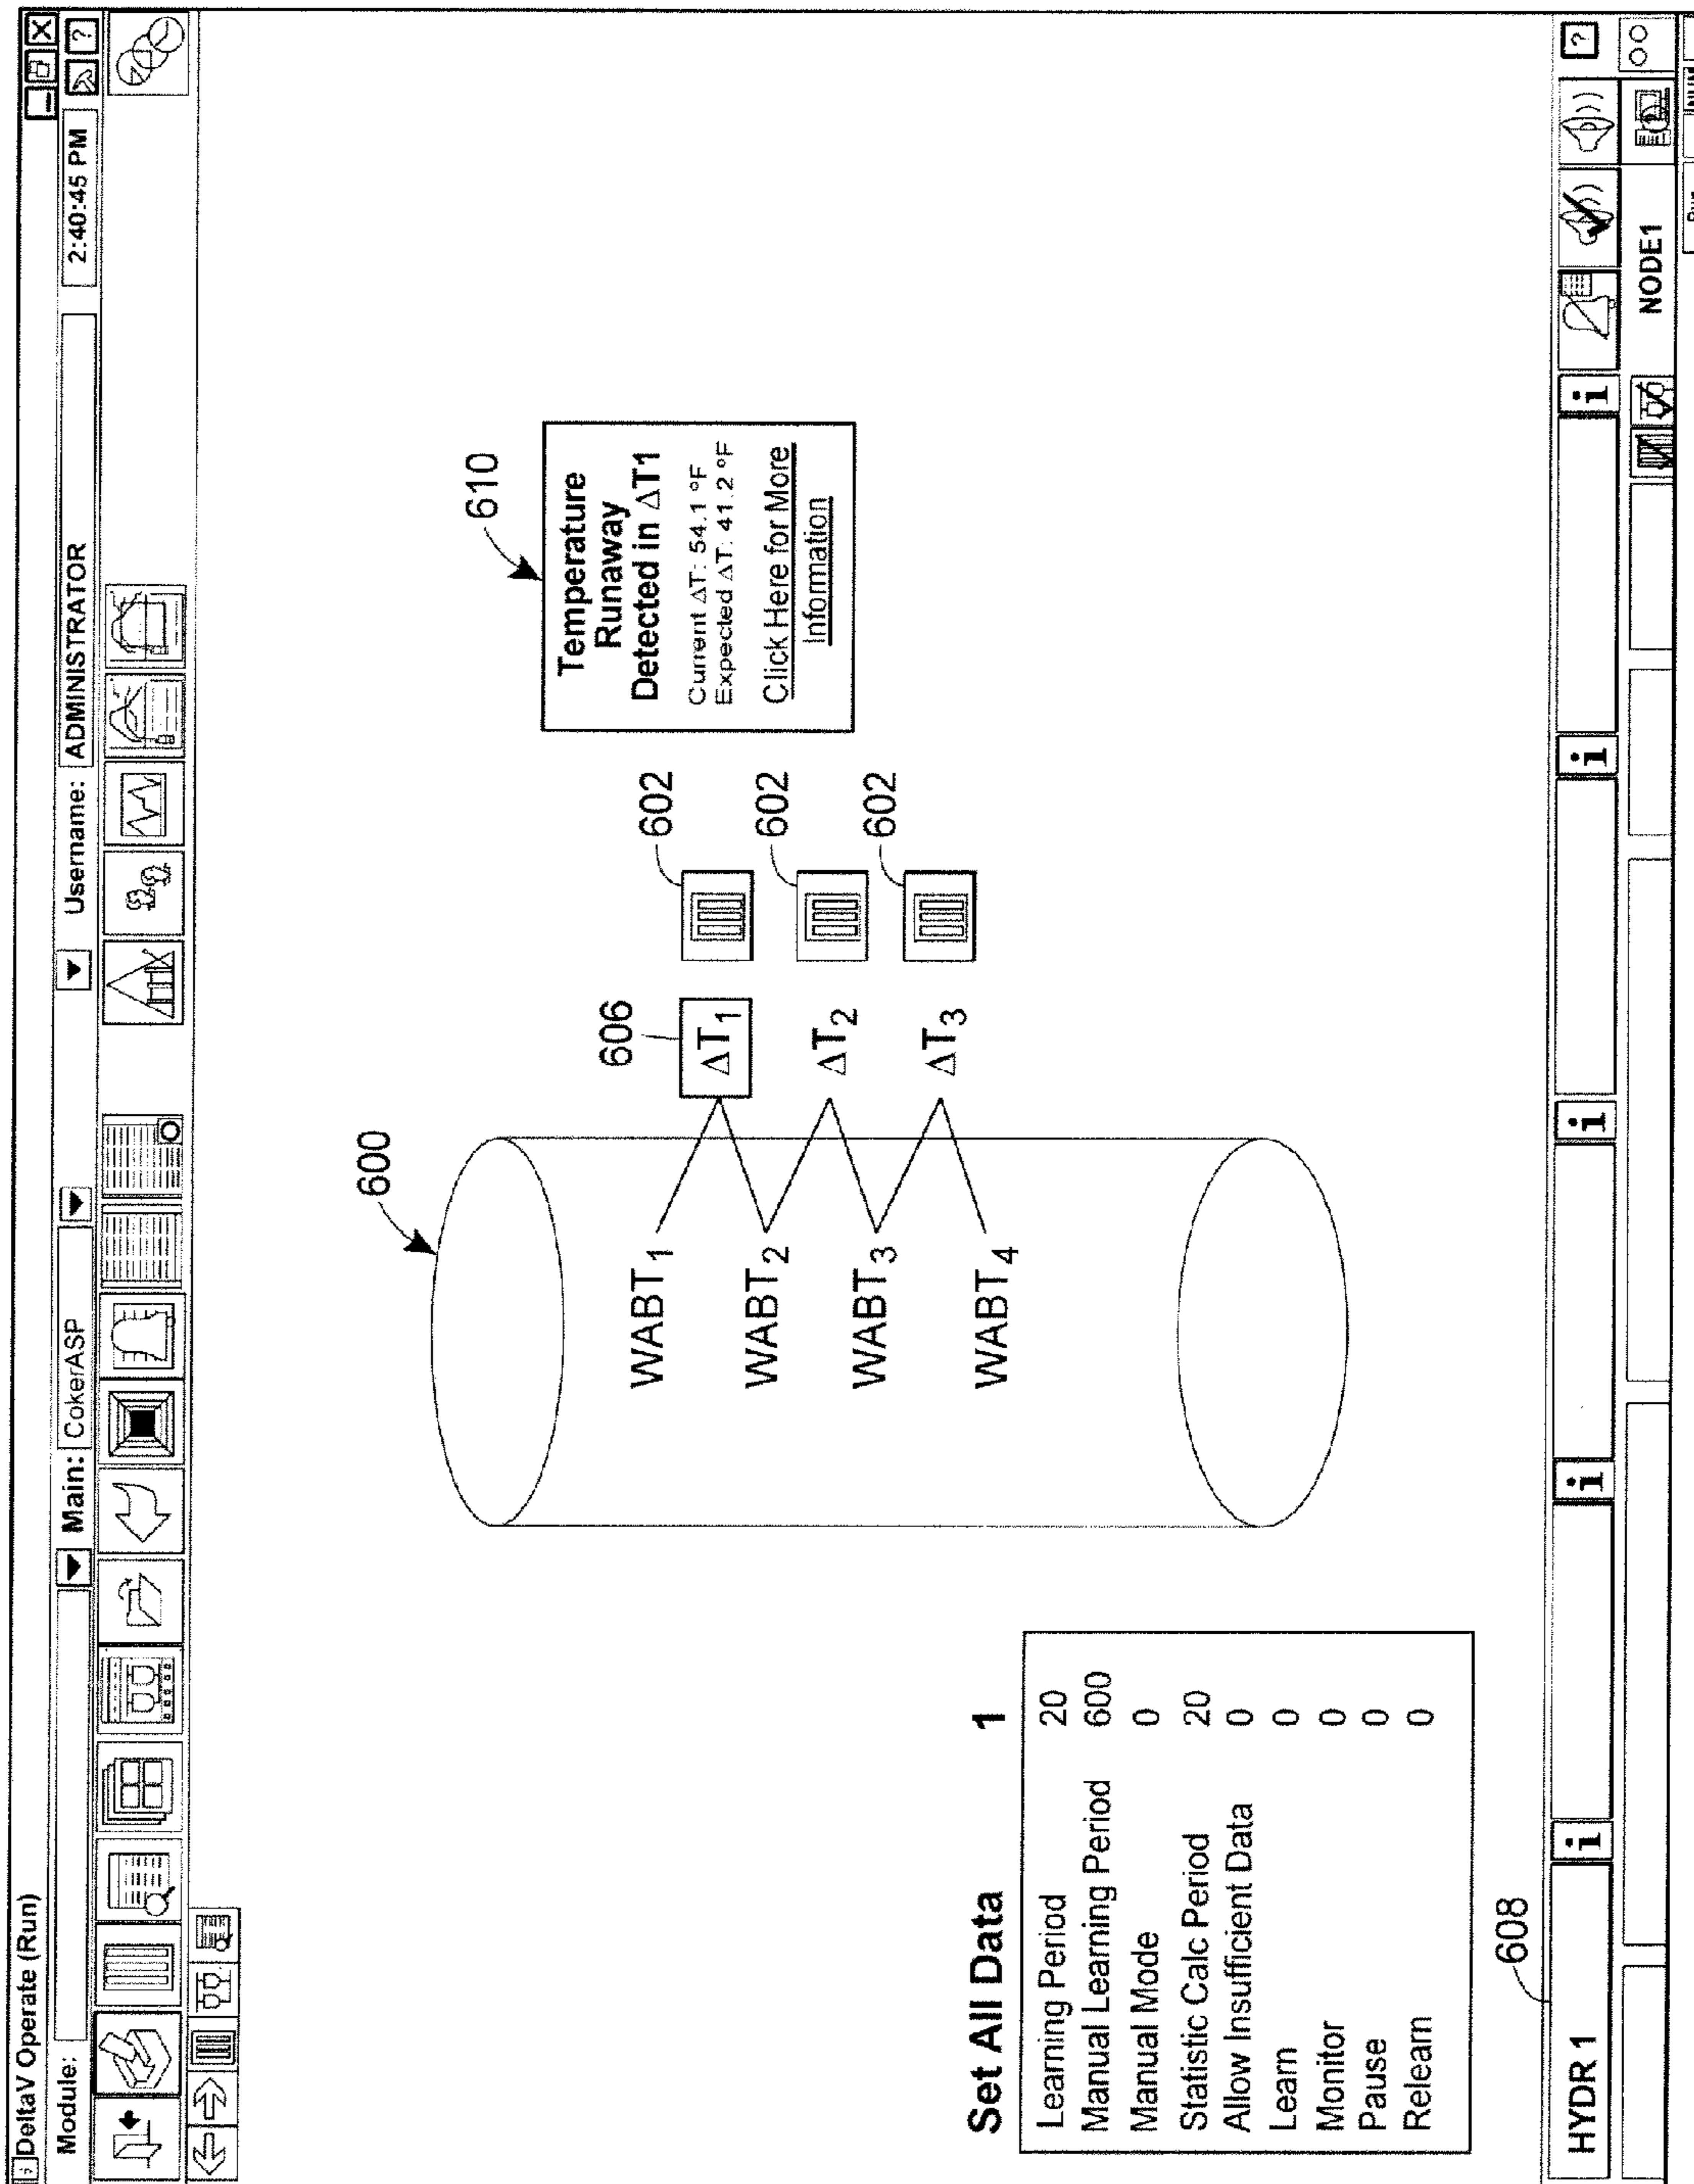 DeltaV Operate (Run)
Module:
Main: CokerASP
Username: ADMINISTRATOR
2:40:45 PM
?
600
WABT1
WABT2
WABT3
WABT4
606
ΔT1
ΔT2
ΔT3
602
602
602
610
Temperature
Runaway
Detected in ΔT1
Current ΔT: 54.1 °F
Expected ΔT: 41.2 °F
Click Here for More
Information
Set All Data 1
Learning Period 20
Manual Learning Period 600
Manual Mode 0
Statistic Calc Period 20
Allow Insufficient Data 0
Learn 0
Monitor 0
Pause 0
Relearn 0
608
HYDR 1
i
i
i
i
i
?
NODE1
NUM